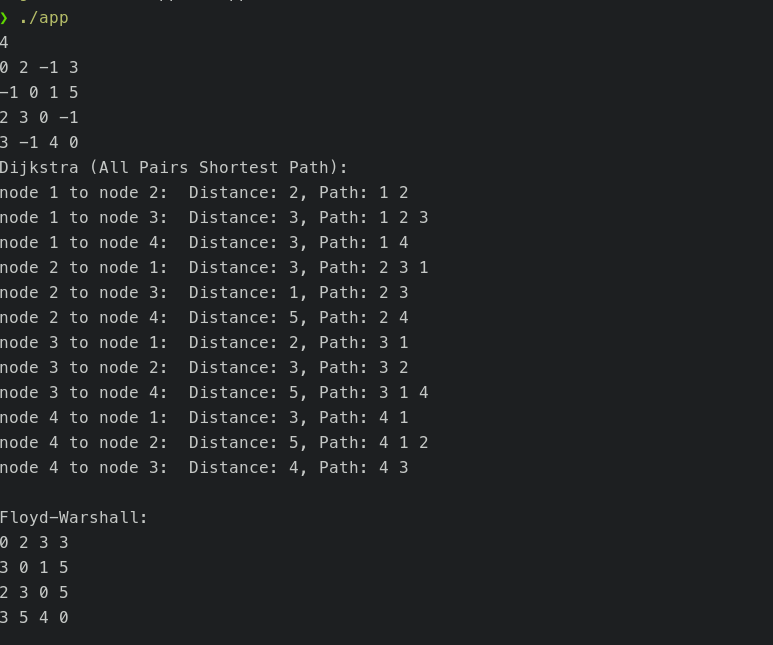 ❯ ./app
4
0 2 -1 3
-1 0 1 5
2 3 0 -1
3 -1 4 0
Dijkstra (All Pairs Shortest Path):
node 1 to node 2:  Distance: 2, Path: 1 2
node 1 to node 3:  Distance: 3, Path: 1 2 3
node 1 to node 4:  Distance: 3, Path: 1 4
node 2 to node 1:  Distance: 3, Path: 2 3 1
node 2 to node 3:  Distance: 1, Path: 2 3
node 2 to node 4:  Distance: 5, Path: 2 4
node 3 to node 1:  Distance: 2, Path: 3 1
node 3 to node 2:  Distance: 3, Path: 3 2
node 3 to node 4:  Distance: 5, Path: 3 1 4
node 4 to node 1:  Distance: 3, Path: 4 1
node 4 to node 2:  Distance: 5, Path: 4 1 2
node 4 to node 3:  Distance: 4, Path: 4 3

Floyd-Warshall:
0 2 3 3
3 0 1 5
2 3 0 5
3 5 4 0